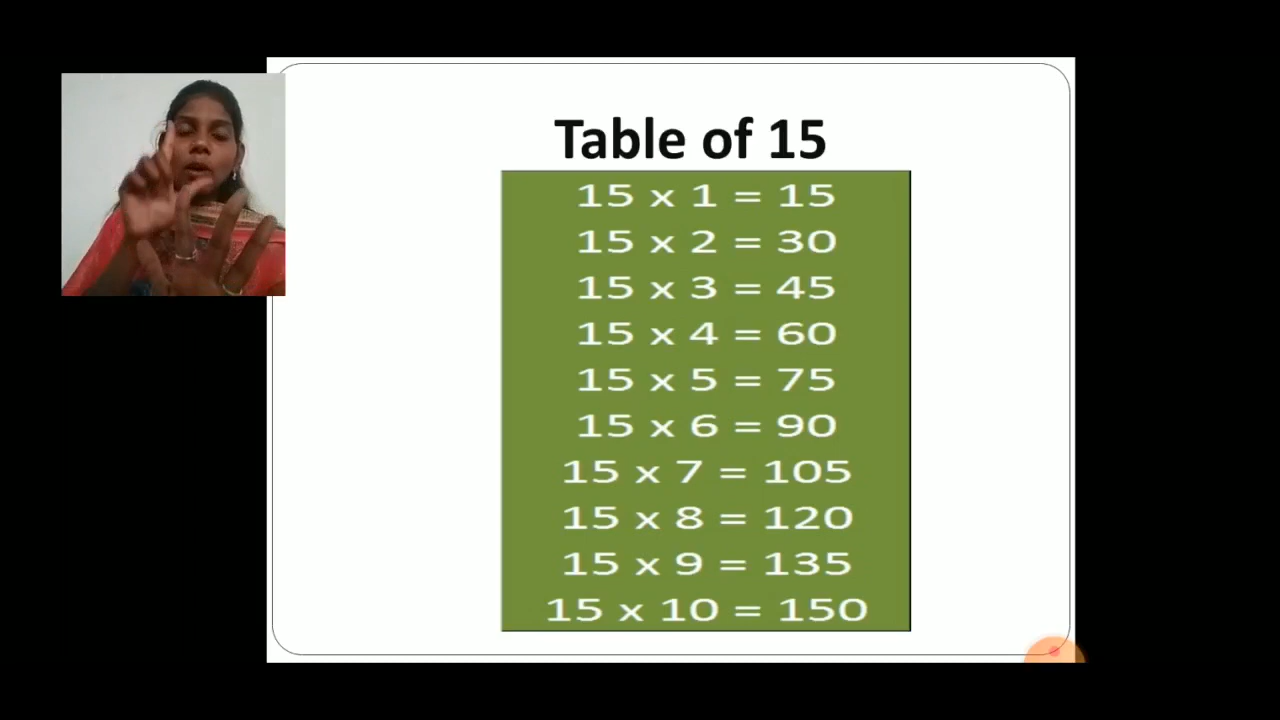 Table of 15
15 x 1 = 15
15 x 2 = 30
15 x 3 = 45
15 x 4 = 60
15 x 5 = 75
15 x 6 = 90
15 x 7 = 105
15 x 8 = 120
15 x 9 = 135
15 x 10 = 150